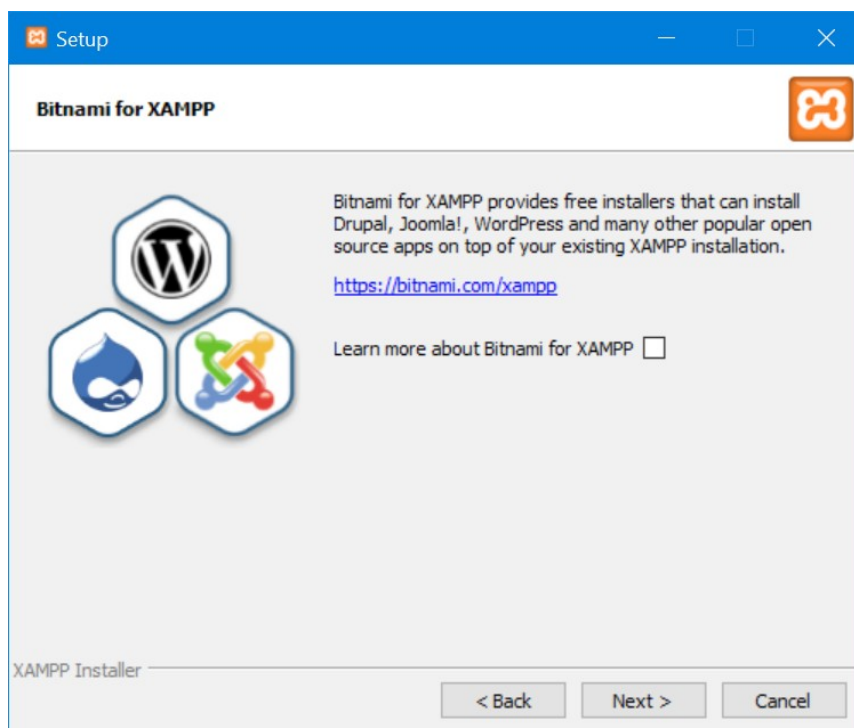 Setup
Bitnami for XAMPP
Bitnami for XAMPP provides free installers that can install
Drupal, Joomla!, WordPress and many other popular open
source apps on top of your existing XAMPP installation.
https://bitnami.com/xampp
Learn more about Bitnami for XAMPP
XAMPP Installer
< Back
Next >
Cancel